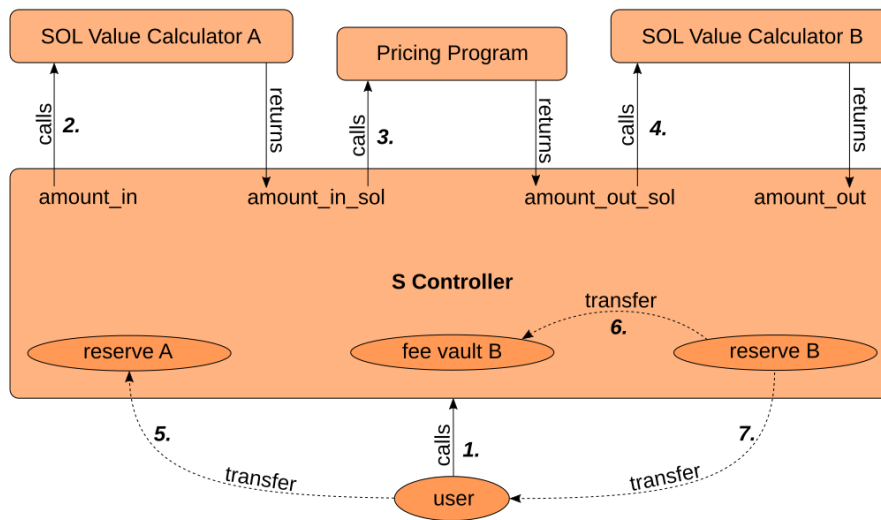 SOL Value Calculator A
Pricing Program
SOL Value Calculator B
calls
2.
returns
calls
3.
returns
calls
4.
returns
amount_in
amount_in_sol
amount_out_sol
amount_out
S Controller
transfer
6.
reserve A
fee vault B
reserve B
5.
calls
1.
7.
transfer
transfer
user